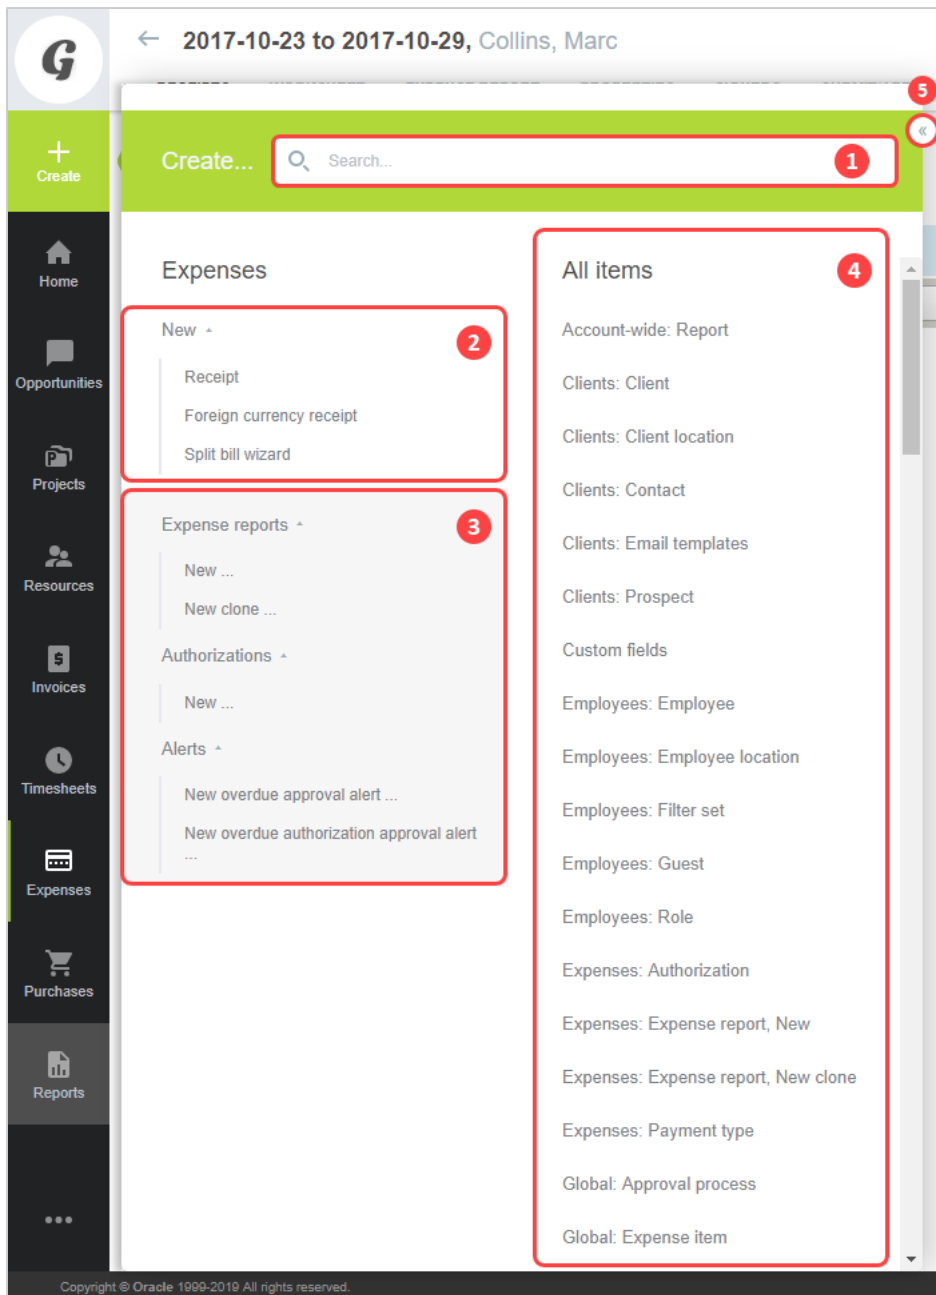 G
← 2017-10-23 to 2017-10-29, Collins, Marc
5
«
Create... Search... 1
Create
Home
Opportunities
Projects
Resources
Invoices
Timesheets
Expenses
Purchases
Reports
Expenses
New
2
Receipt
Foreign currency receipt
Split bill wizard
Expense reports
3
New ...
New clone ...
Authorizations
New ...
Alerts
New overdue approval alert ...
New overdue authorization approval alert
...
All items
4
Account-wide: Report
Clients: Client
Clients: Client location
Clients: Contact
Clients: Email templates
Clients: Prospect
Custom fields
Employees: Employee
Employees: Employee location
Employees: Filter set
Employees: Guest
Employees: Role
Expenses: Authorization
Expenses: Expense report, New
Expenses: Expense report, New clone
Expenses: Payment type
Global: Approval process
Global: Expense item
Copyright © Oracle 1999-2019 All rights reserved.